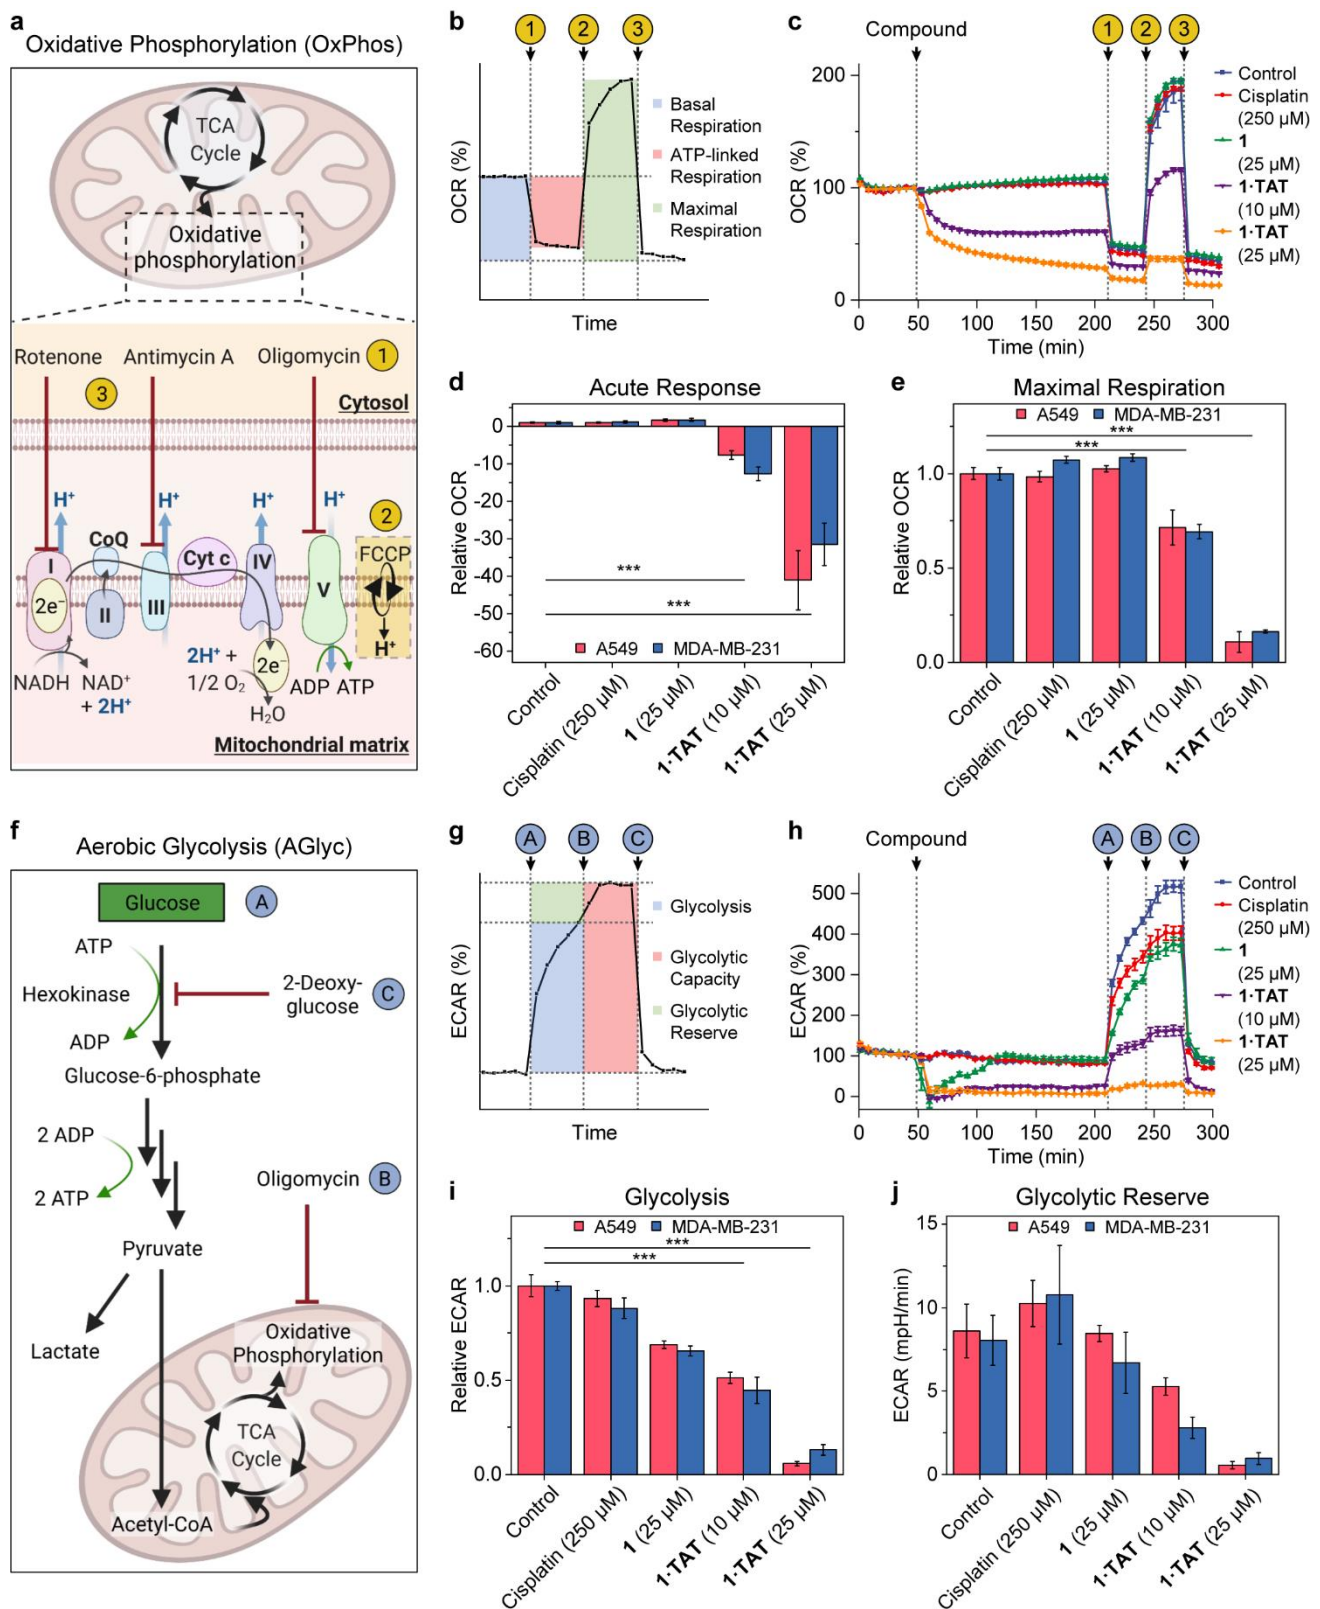 a
Oxidative Phosphorylation (OxPhos)
TCA
Cycle
Oxidative
phosphorylation
Rotenone
Antimycin A
Oligomycin
1
3
Cytosol
H⁺
H⁺
H⁺
H⁺
2
CoQ
Cyt c
FCCP
I
II
III
IV
V
2e⁻
H⁺
2H⁺ +
1/2 O₂
2e⁻
H₂O
ADP
ATP
NADH
NAD⁺
+ 2H⁺
Mitochondrial matrix
b
1
2
3
OCR (%)
Time
Basal
Respiration
ATP-linked
Respiration
Maximal
Respiration
c
Compound
1
2
3
OCR (%)
200
100
0
0
50
100
150
200
250
300
Time (min)
Control
Cisplatin
(250 µM)
1
(25 µM)
1·TAT
(10 µM)
1·TAT
(25 µM)
d
Acute Response
Relative OCR
0
-10
-20
-30
-40
-50
-60
***
***
A549
MDA-MB-231
Control
Cisplatin (250 µM)
1 (25 µM)
1·TAT (10 µM)
1·TAT (25 µM)
e
Maximal Respiration
A549
MDA-MB-231
***
***
Relative OCR
1.0
0.5
0.0
Control
Cisplatin (250 µM)
1 (25 µM)
1·TAT (10 µM)
1·TAT (25 µM)
f
Aerobic Glycolysis (AGlyc)
Glucose
A
ATP
Hexokinase
ADP
2-Deoxy-
glucose
C
Glucose-6-phosphate
2 ADP
2 ATP
Oligomycin
B
Pyruvate
Lactate
Oxidative
Phosphorylation
TCA
Cycle
Acetyl-CoA
g
A
B
C
ECAR (%)
Time
Glycolysis
Glycolytic
Capacity
Glycolytic
Reserve
h
Compound
A
B
C
ECAR (%)
500
400
300
200
100
0
0
50
100
150
200
250
300
Time (min)
Control
Cisplatin
(250 µM)
1
(25 µM)
1·TAT
(10 µM)
1·TAT
(25 µM)
i
Glycolysis
A549
MDA-MB-231
***
***
Relative ECAR
1.0
0.5
0.0
Control
Cisplatin (250 µM)
1 (25 µM)
1·TAT (10 µM)
1·TAT (25 µM)
j
Glycolytic Reserve
A549
MDA-MB-231
ECAR (mpH/min)
15
10
5
0
Control
Cisplatin (250 µM)
1 (25 µM)
1·TAT (10 µM)
1·TAT (25 µM)